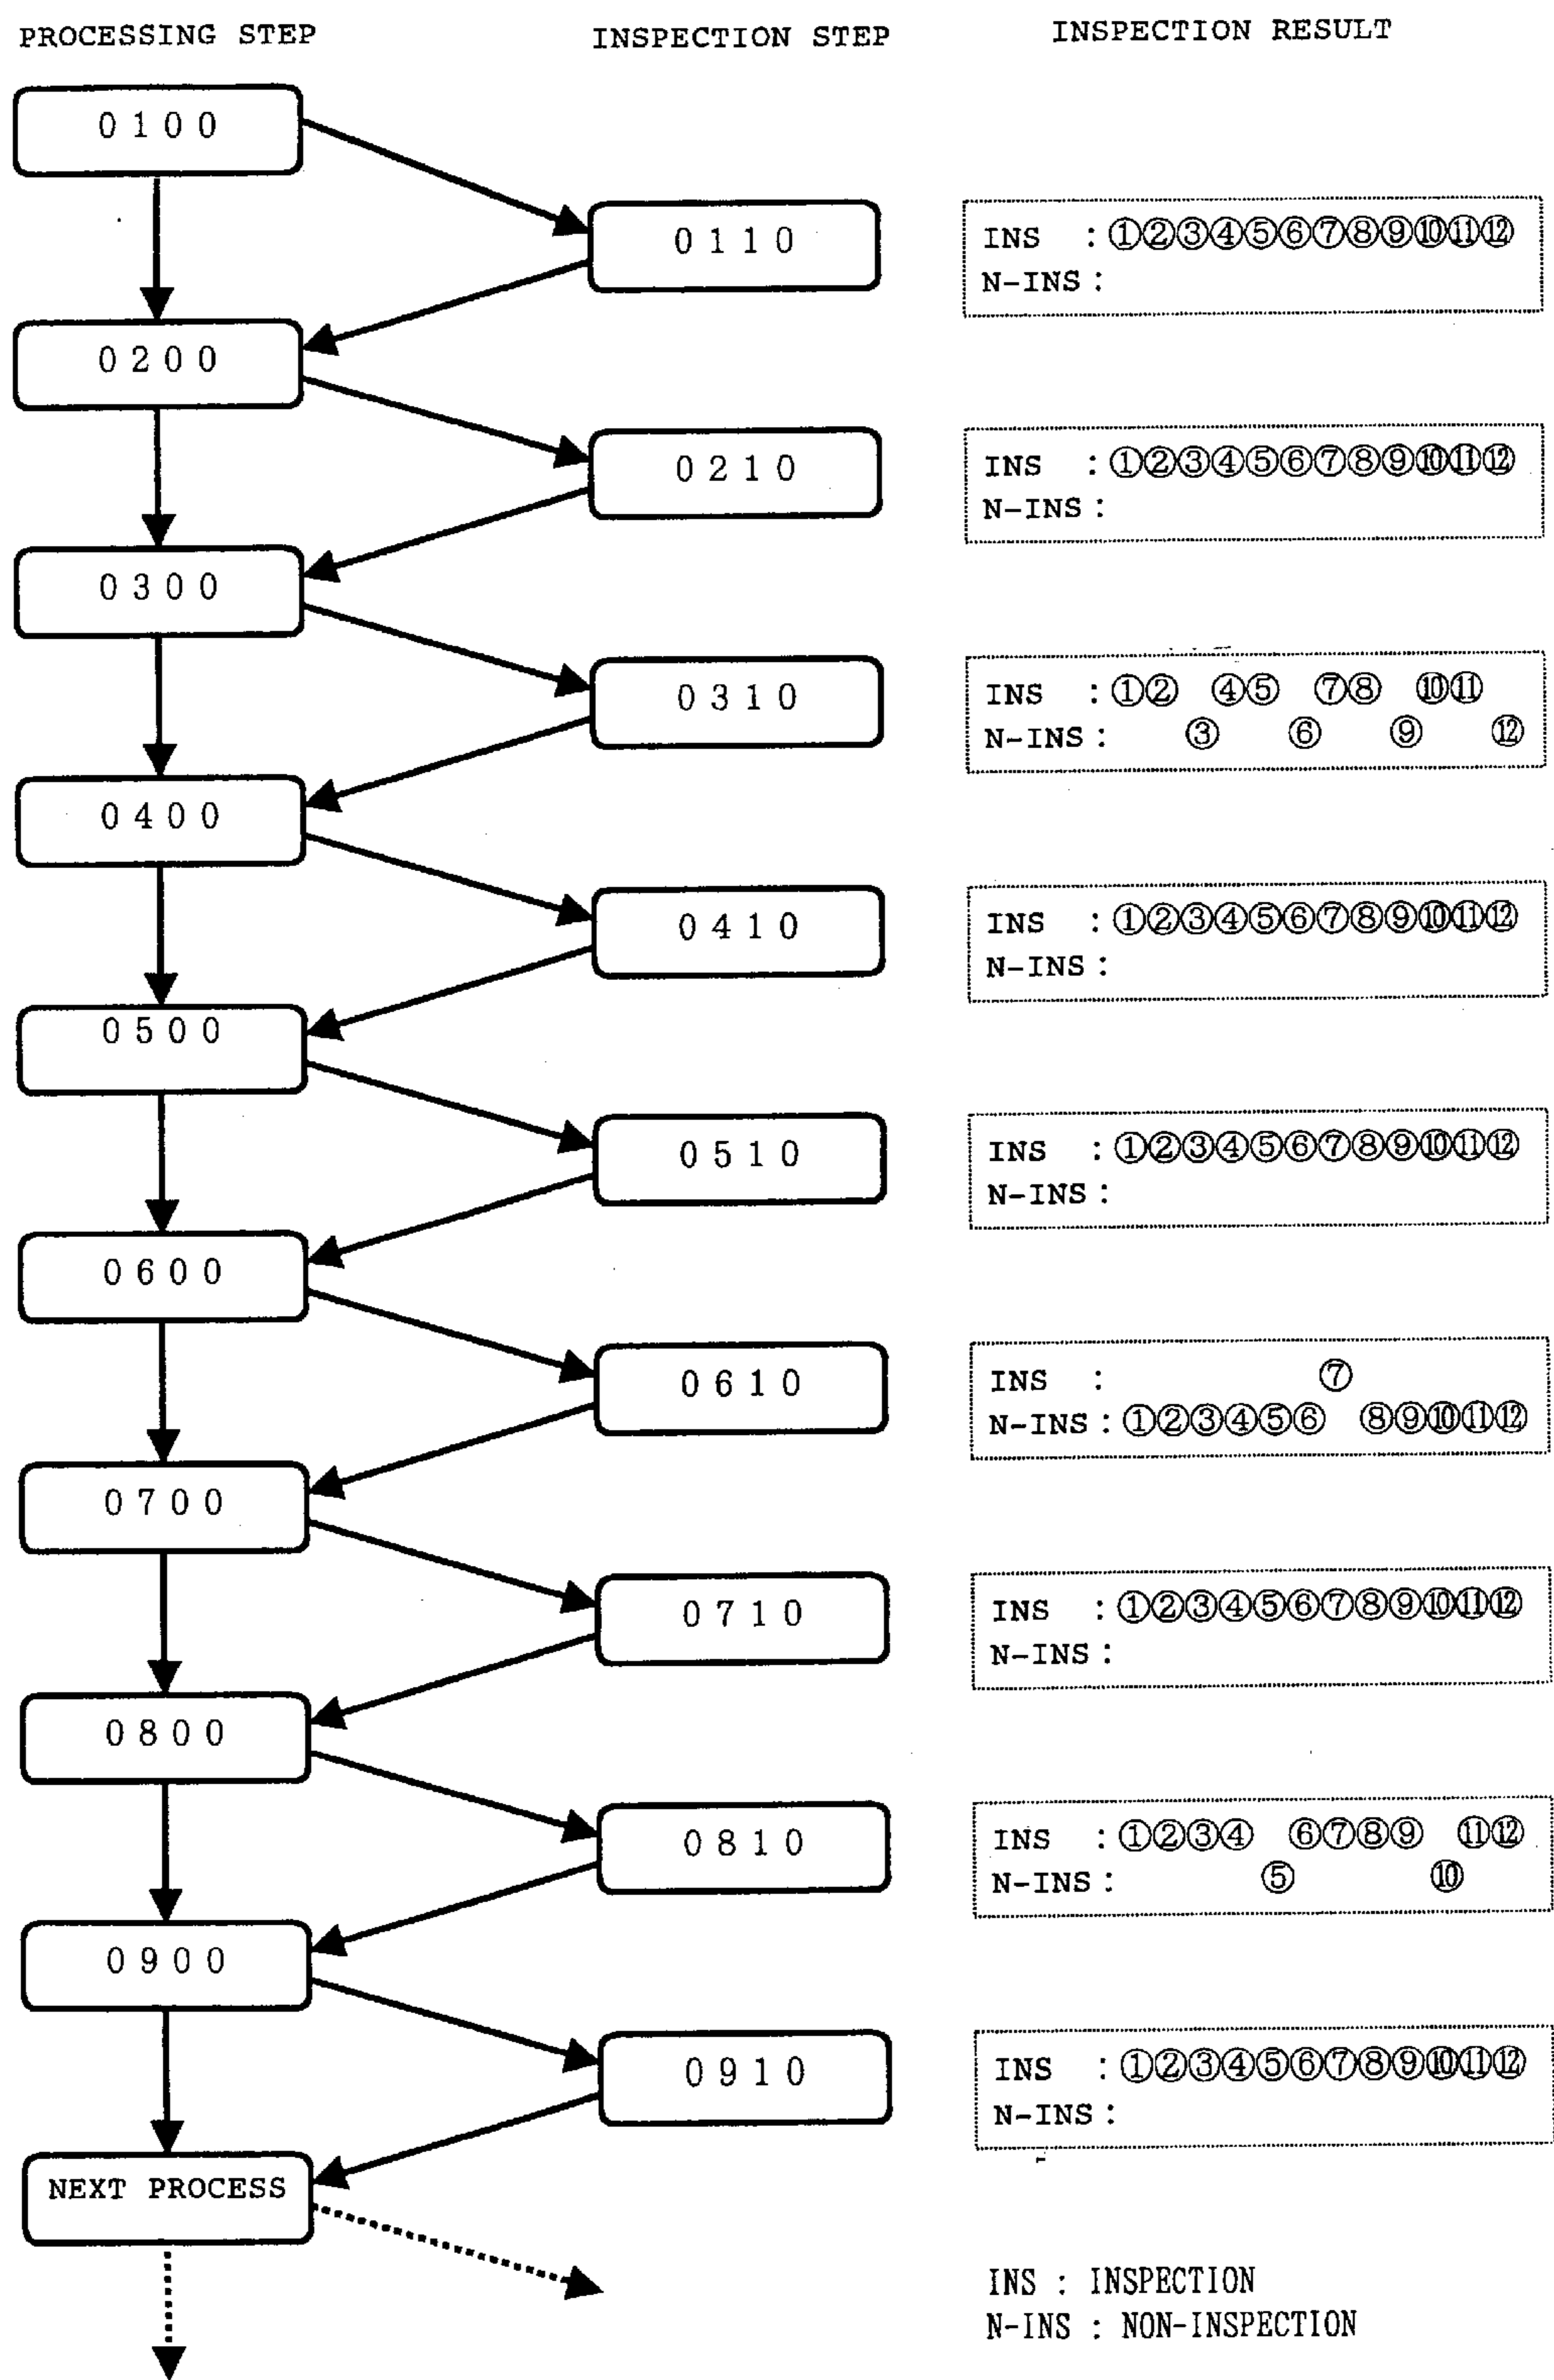 PROCESSING STEP INSPECTION STEP INSPECTION RESULT
0100
0110
INS : ①②③④⑤⑥⑦⑧⑨⑩⑪⑫
N-INS :
0200
0210
INS : ①②③④⑤⑥⑦⑧⑨⑩⑪⑫
N-INS :
0300
0310
INS : ①② ④⑤ ⑦⑧ ⑩⑪
N-INS : ③ ⑥ ⑨ ⑫
0400
0410
INS : ①②③④⑤⑥⑦⑧⑨⑩⑪⑫
N-INS :
0500
0510
INS : ①②③④⑤⑥⑦⑧⑨⑩⑪⑫
N-INS :
0600
0610
INS : ⑦
N-INS : ①②③④⑤⑥ ⑧⑨⑩⑪⑫
0700
0710
INS : ①②③④⑤⑥⑦⑧⑨⑩⑪⑫
N-INS :
0800
0810
INS : ①②③④ ⑥⑦⑧⑨ ⑪⑫
N-INS : ⑤ ⑩
0900
0910
INS : ①②③④⑤⑥⑦⑧⑨⑩⑪⑫
N-INS :
NEXT PROCESS
INS : INSPECTION
N-INS : NON-INSPECTION